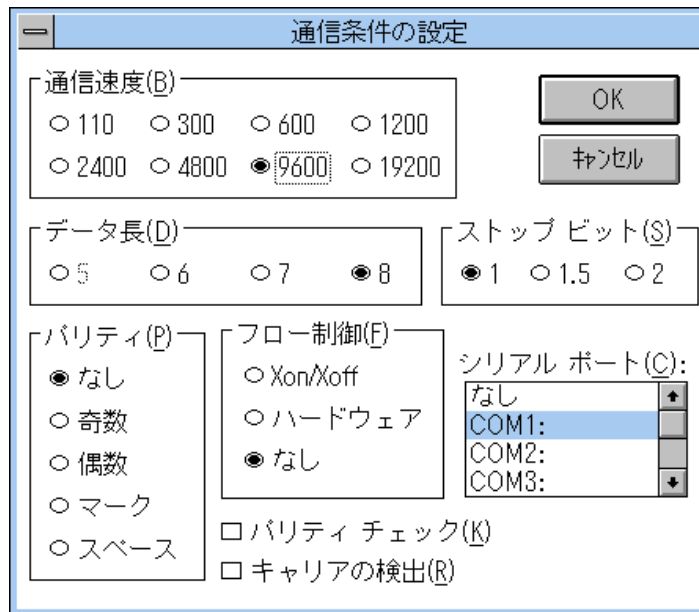 通信条件の設定
通信速度(B)
110 300 600 1200
2400 4800 9600 19200
OK
ｷｬﾝｾﾙ
データ長(D)
5 6 7 8
ストップ ビット(S)
1 1.5 2
パリティ(P)
なし
奇数
偶数
マーク
スペース
フロー制御(F)
Xon/Xoff
ハードウェア
なし
シリアル ポート(C):
なし
COM1:
COM2:
COM3:
パリティ チェック(K)
キャリアの検出(R)